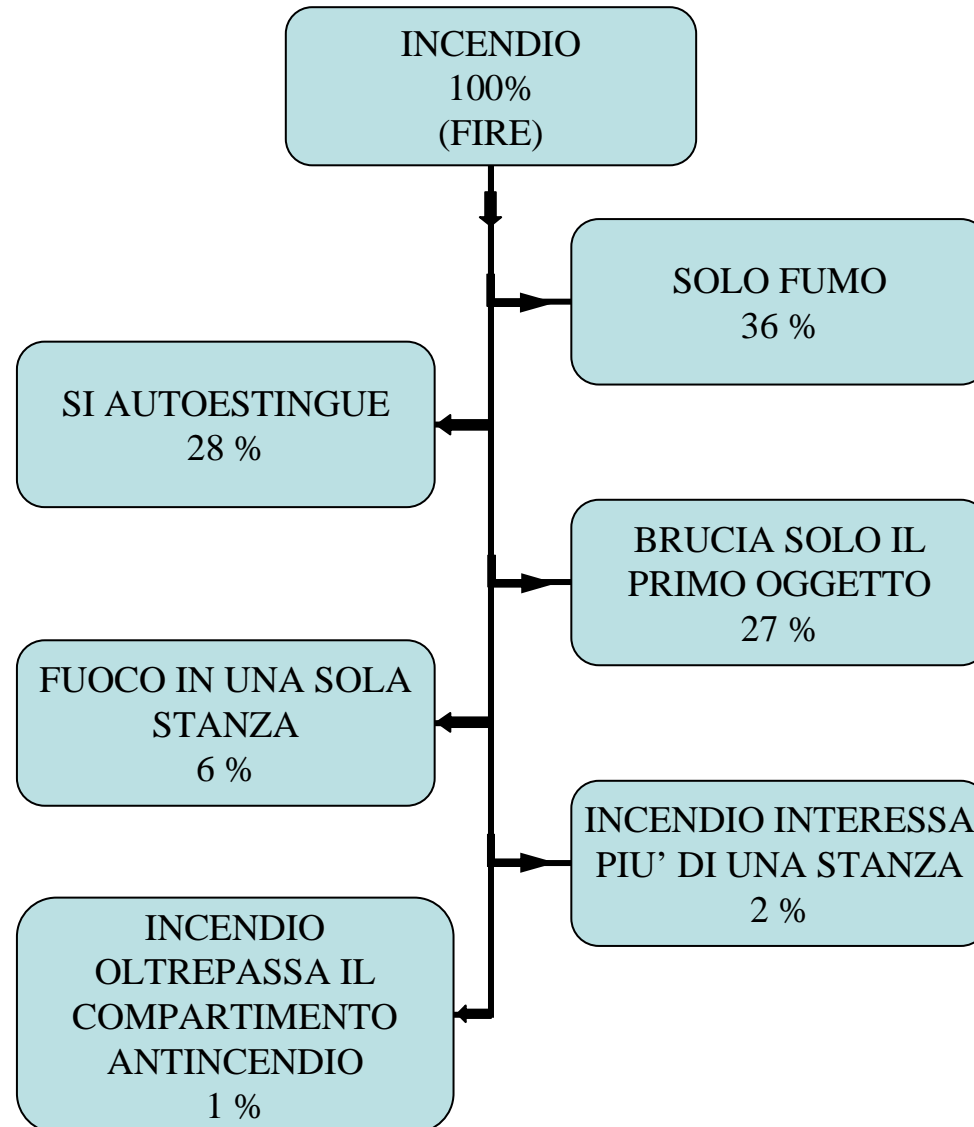 INCENDIO
100%
(FIRE)
SOLO FUMO
36 %
SI AUTOESTINGUE
28 %
BRUCIA SOLO IL
PRIMO OGGETTO
27 %
FUOCO IN UNA SOLA
STANZA
6 %
INCENDIO INTERESSA
PIU’ DI UNA STANZA
2 %
INCENDIO
OLTREPASSA IL
COMPARTIMENTO
ANTINCENDIO
1 %